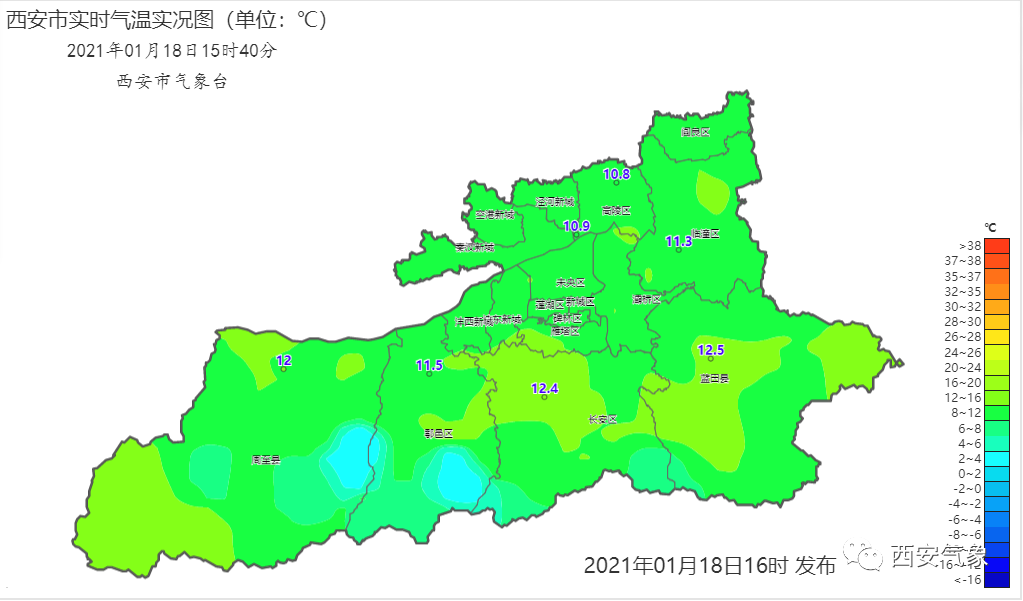 西安市实时气温实况图（单位：℃）
2021年01月18日15时40分
西安市气象台
阎良区
10.8
泾河新城
高陵区
空港新城
10.9
临潼区
11.3
秦汉新城
未央区
灞桥区
莲湖区
新城区
沣西新城
沣东新城
碑林区
雁塔区
12
11.5
12.5
蓝田县
12.4
长安区
鄠邑区
周至县
℃
>38
37~38
35~37
32~35
30~32
28~30
26~28
24~26
20~24
16~20
12~16
8~12
6~8
4~6
2~4
0~2
-2~0
-4~-2
-6~-4
-8~-6
-16~-12
<-16
2021年01月18日16时 发布
西安气象